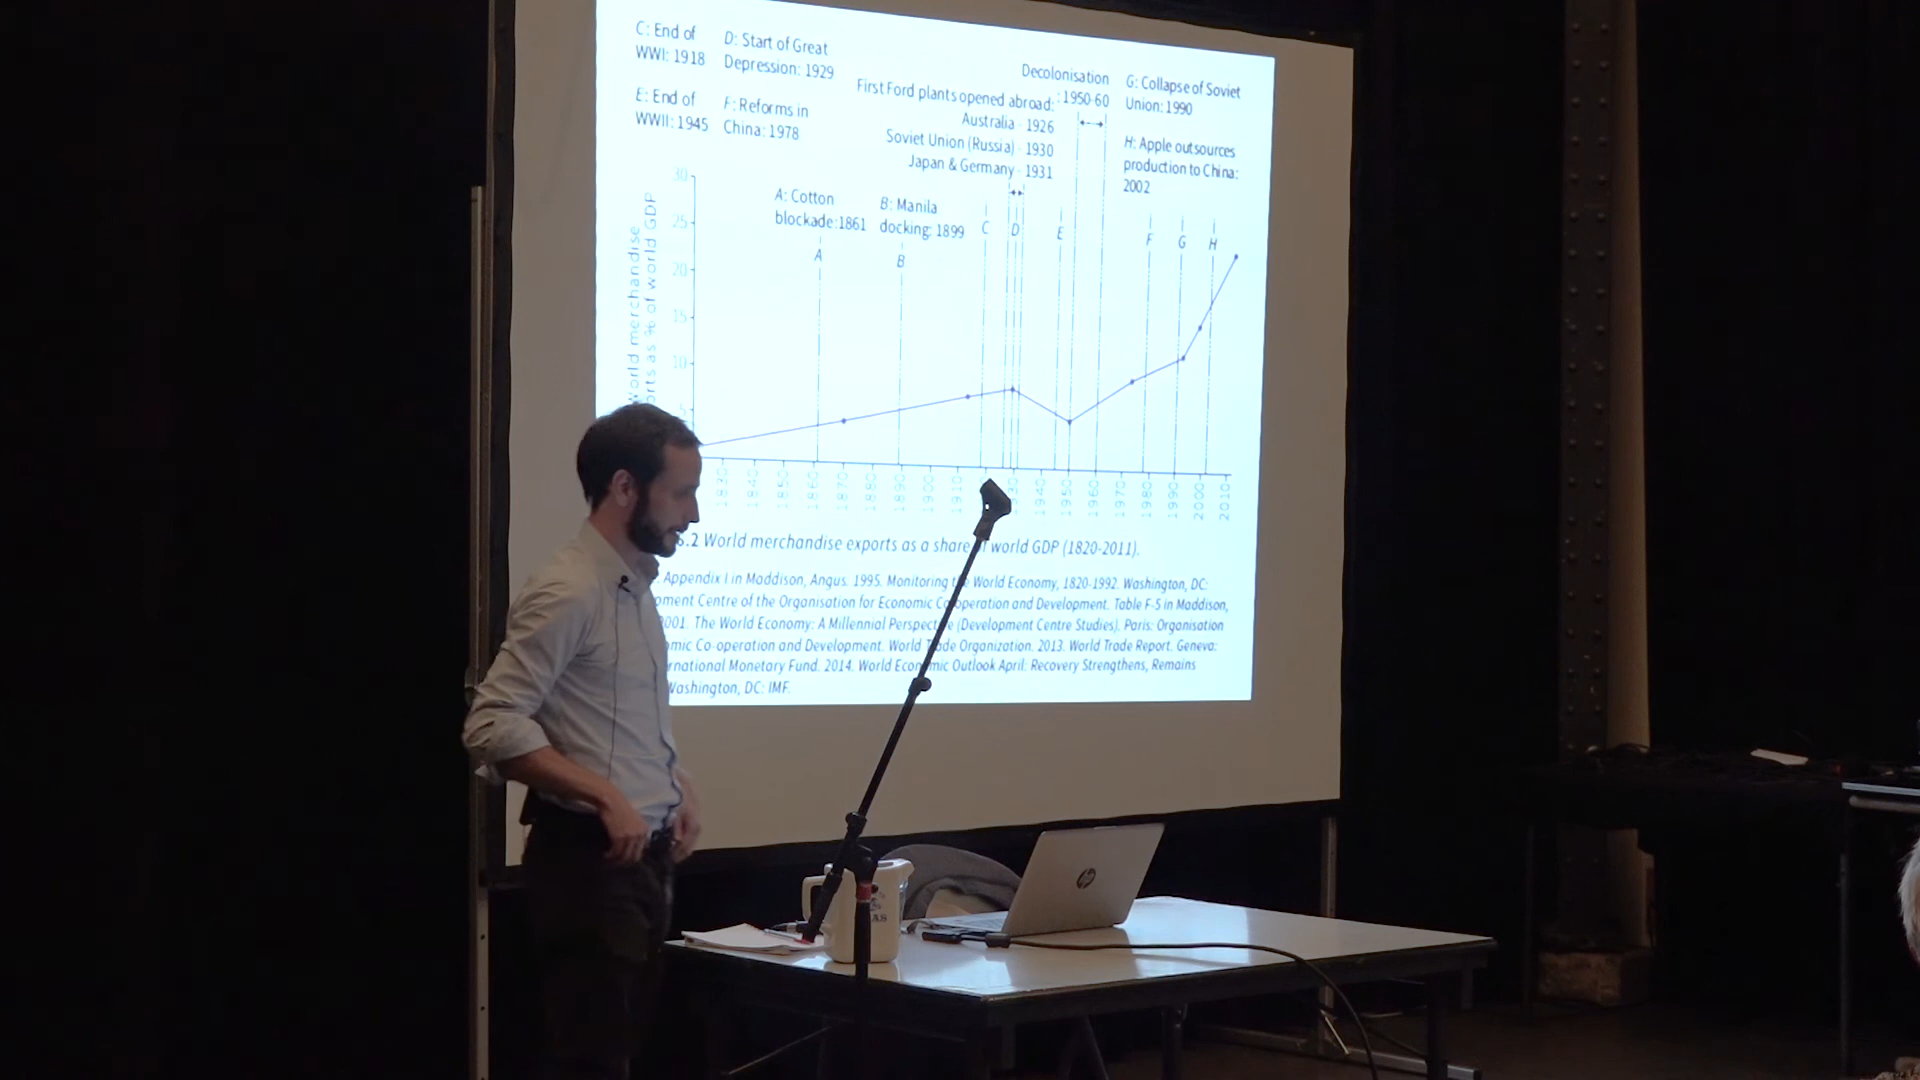 C: End of
WWI: 1918
D: Start of Great
Depression: 1929
E: End of
WWII: 1945
F: Reforms in
China: 1978
First Ford plants opened abroad:
Australia - 1926
Soviet Union (Russia) - 1930
Japan & Germany - 1931
Decolonisation
: 1950-60
G: Collapse of Soviet
Union: 1990
H: Apple outsources
production to China:
2002
A: Cotton
blockade:1861
B: Manila
docking: 1899
A
B
C
D
E
F
G
H
World merchandise
orts as % of world GDP
30
25
20
15
10
5
1830 1840 1850 1860 1870 1880 1890 1900 1910 1940 1950 1960 1970 1980 1990 2000 2010
.2 World merchandise exports as a share of world GDP (1820-2011).
Appendix I in Maddison, Angus. 1995. Monitoring the World Economy, 1820-1992. Washington, DC:
pment Centre of the Organisation for Economic Co-operation and Development. Table F-5 in Maddison,
2001. The World Economy: A Millennial Perspective (Development Centre Studies). Paris: Organisation
mic Co-operation and Development. World Trade Organization. 2013. World Trade Report. Geneva:
rnational Monetary Fund. 2014. World Economic Outlook April: Recovery Strengthens, Remains
Washington, DC: IMF.
hp
AS